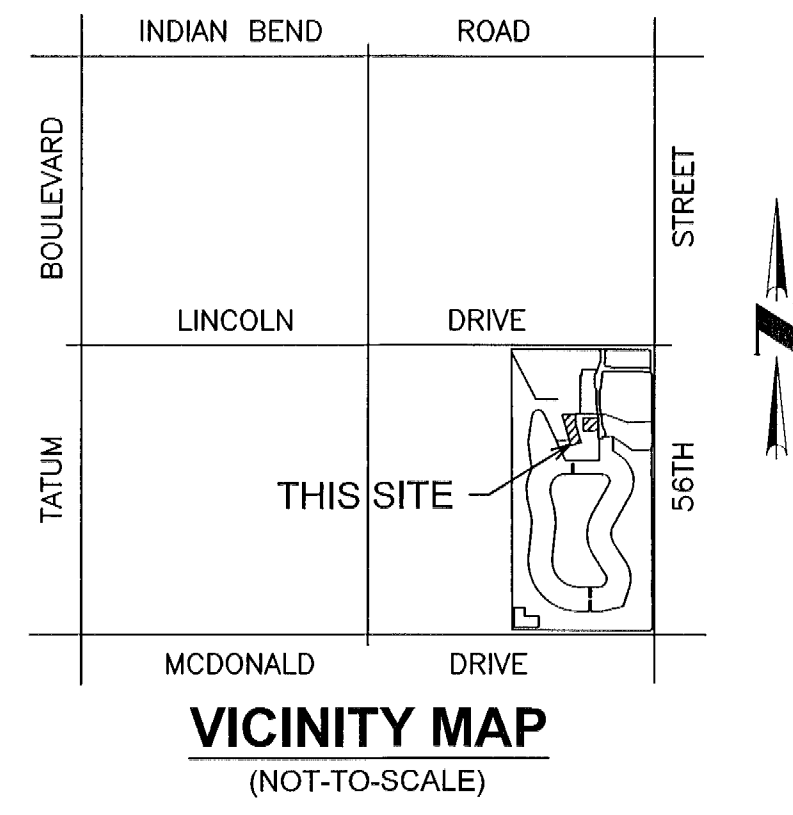 INDIAN BEND ROAD
BOULEVARD
STREET
LINCOLN DRIVE
N
TATUM
THIS SITE
56TH
MCDONALD DRIVE
VICINITY MAP
(NOT-TO-SCALE)